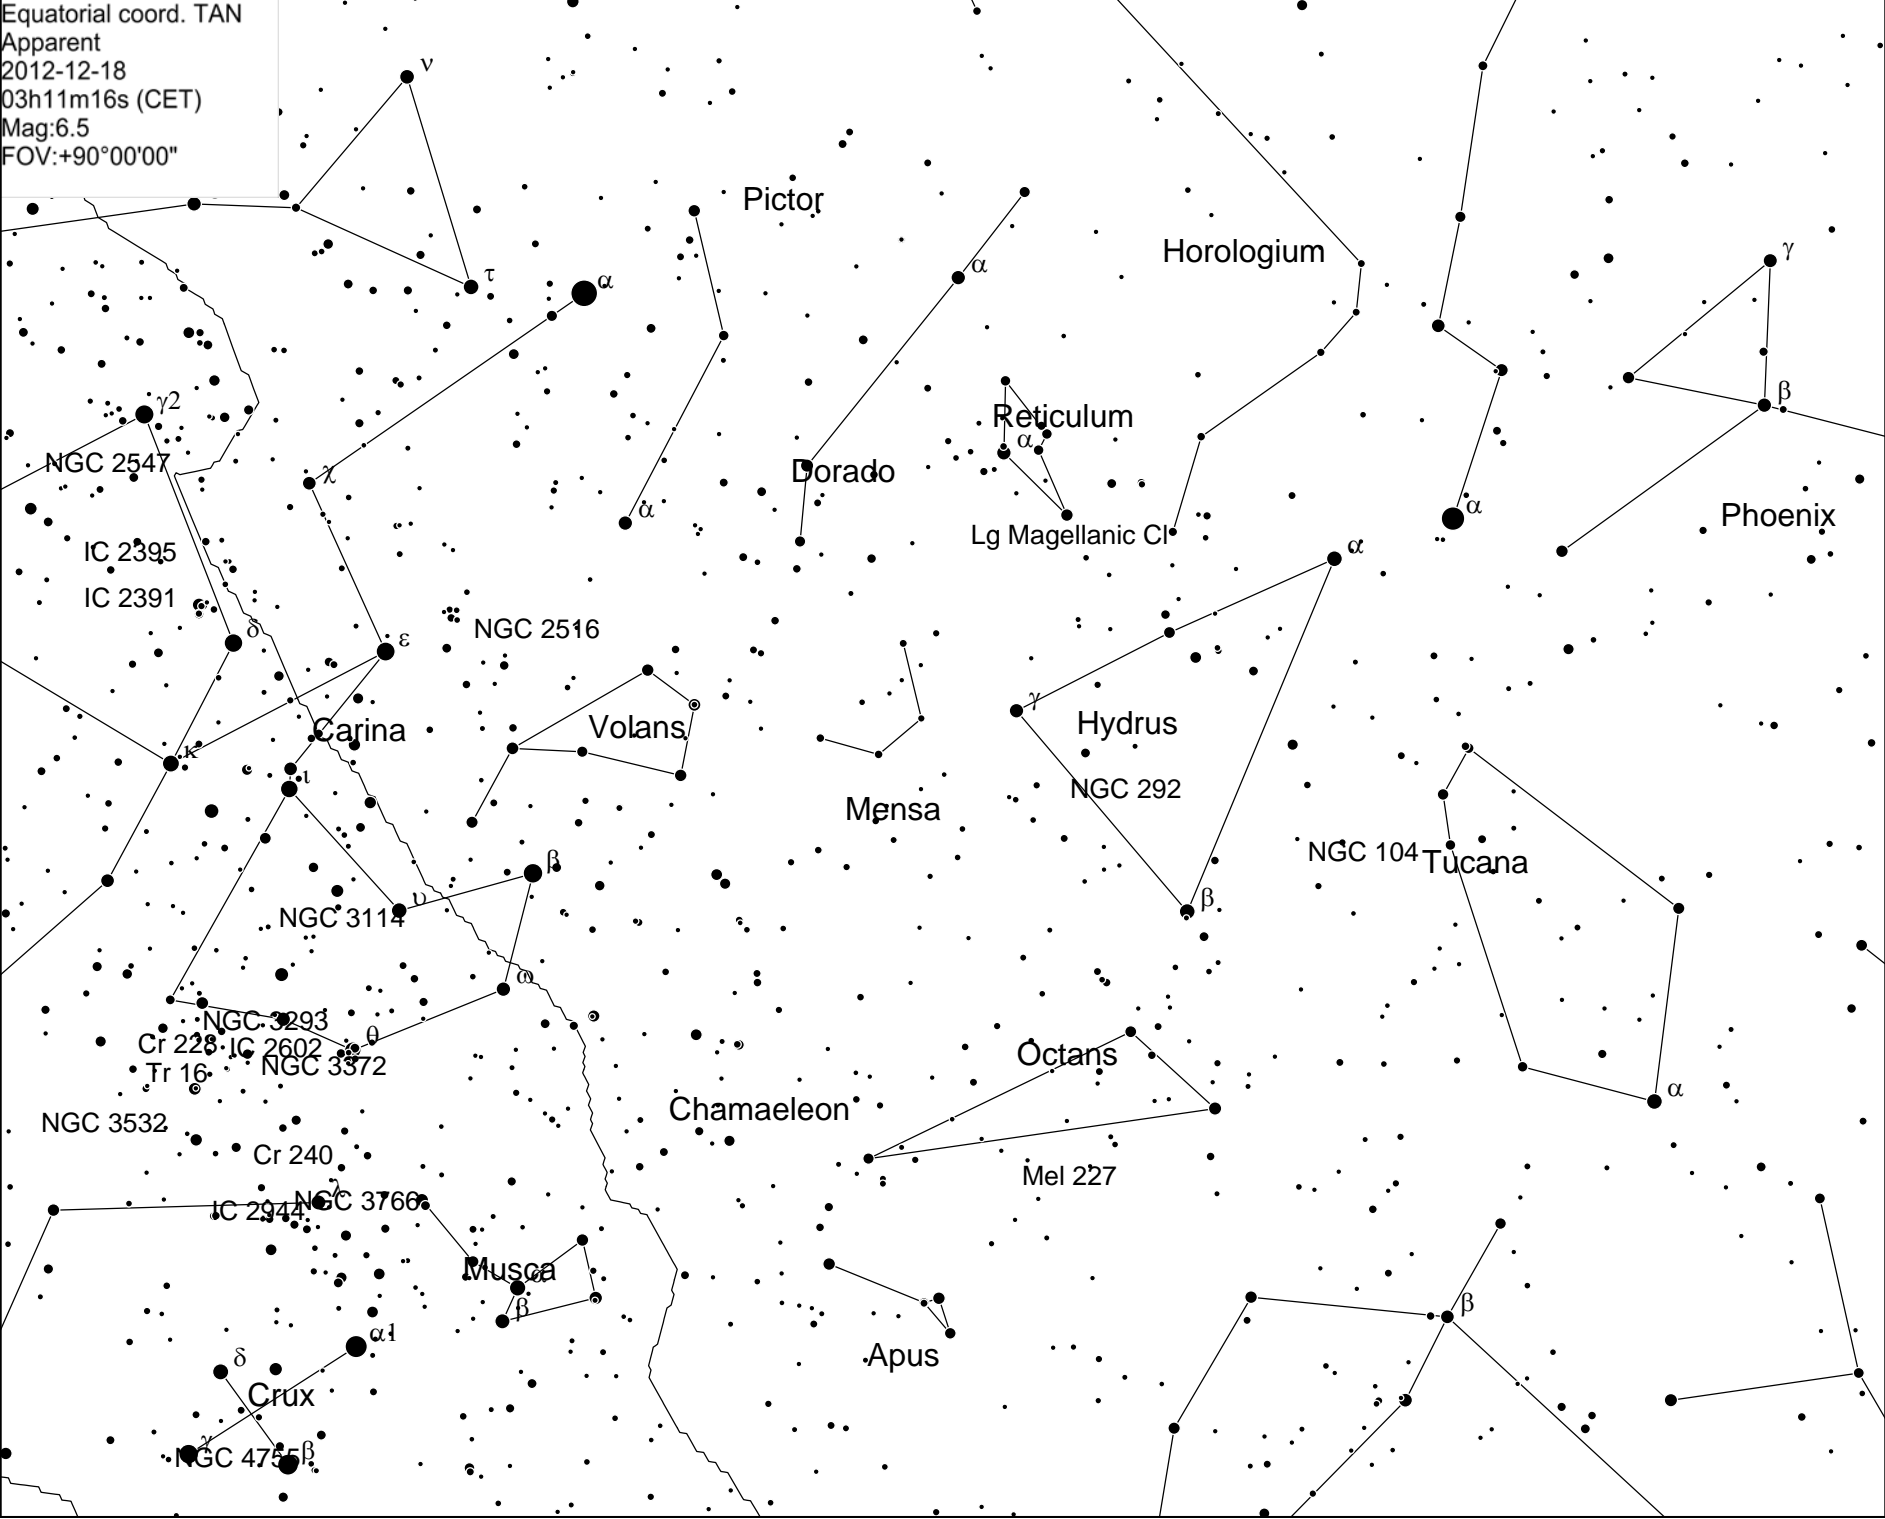 Equatorial coord. TAN
Apparent
2012-12-18
03h11m16s (CET)
Mag:6.5
FOV:+90°00'00"
ν
Pictor
Horologium
γ
τ
α
α
γ2
Reticulum
α
β
NGC 2547
χ
Dorado
α
α
Phoenix
Lg Magellanic Cl
IC 2395
α
IC 2391
δ
ε
NGC 2516
γ
Hydrus
Carina
Volans
κ
ι
NGC 292
Mensa
NGC 104
Tucana
β
υ
β
NGC 3114
ω
NGC 3293
θ
Cr 228
IC 2602
NGC 3372
Octans
Tr 16
α
Chamaeleon
NGC 3532
Cr 240
Mel 227
λ
NGC 3766
IC 2944
Musca
α
β
β
α1
δ
Apus
Crux
γ
NGC 4755
β